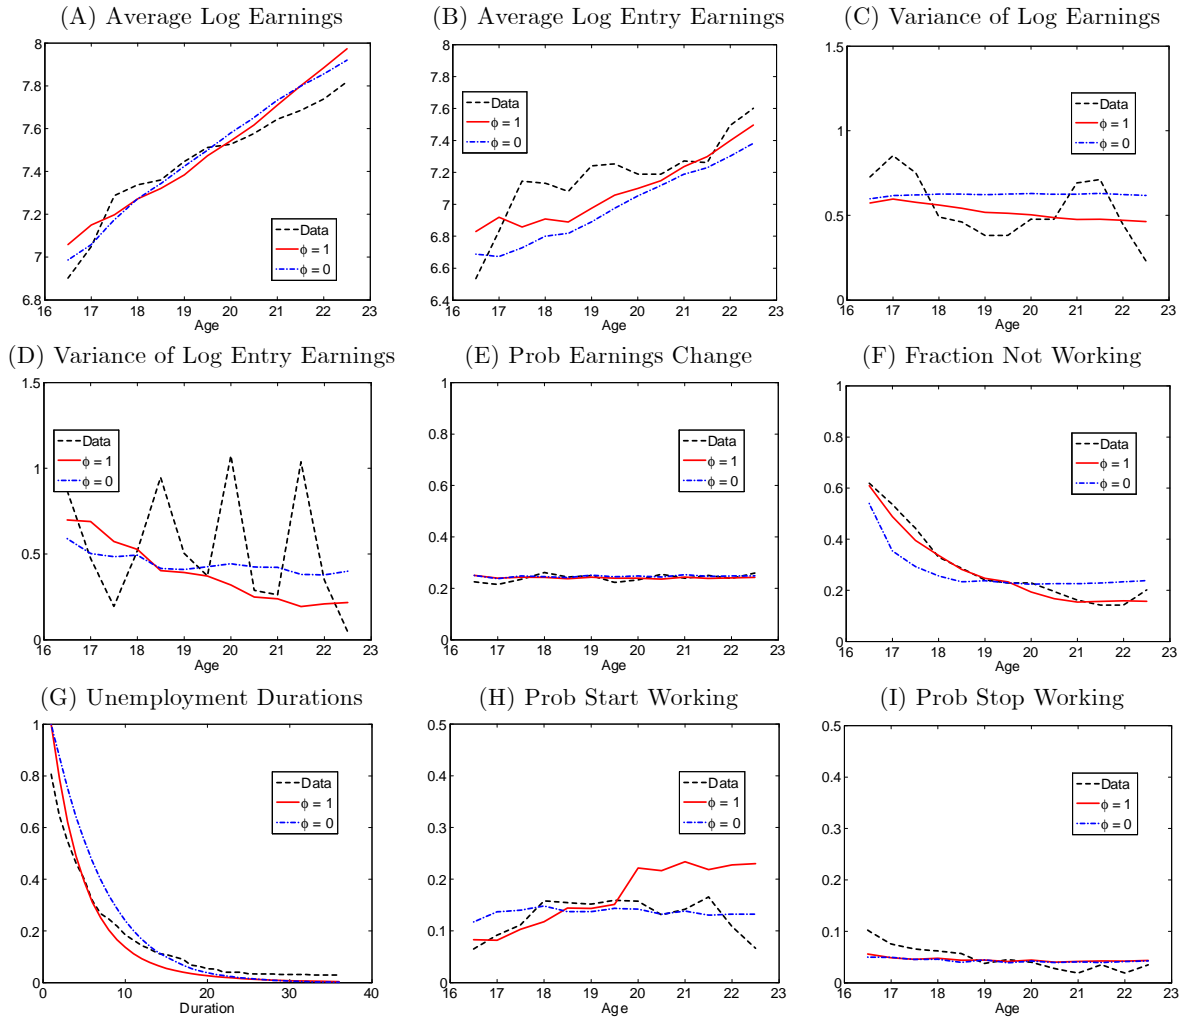 (A) Average Log Earnings
8
7.8
7.6
7.4
7.2
7
6.8
16 17 18 19 20 21 22 23
Age
Data
ϕ = 1
ϕ = 0
(B) Average Log Entry Earnings
8
7.8
7.6
7.4
7.2
7
6.8
6.6
6.4
16 17 18 19 20 21 22 23
Age
Data
ϕ = 1
ϕ = 0
(C) Variance of Log Earnings
1.5
1
0.5
0
16 17 18 19 20 21 22 23
Age
Data
ϕ = 1
ϕ = 0
(D) Variance of Log Entry Earnings
1.5
1
0.5
0
16 17 18 19 20 21 22 23
Age
Data
ϕ = 1
ϕ = 0
(E) Prob Earnings Change
1
0.8
0.6
0.4
0.2
0
16 17 18 19 20 21 22 23
Age
Data
ϕ = 1
ϕ = 0
(F) Fraction Not Working
1
0.8
0.6
0.4
0.2
0
16 17 18 19 20 21 22 23
Age
Data
ϕ = 1
ϕ = 0
(G) Unemployment Durations
1
0.8
0.6
0.4
0.2
0
0 10 20 30 40
Duration
Data
ϕ = 1
ϕ = 0
(H) Prob Start Working
0.5
0.4
0.3
0.2
0.1
0
16 17 18 19 20 21 22 23
Age
Data
ϕ = 1
ϕ = 0
(I) Prob Stop Working
0.5
0.4
0.3
0.2
0.1
0
16 17 18 19 20 21 22 23
Age
Data
ϕ = 1
ϕ = 0